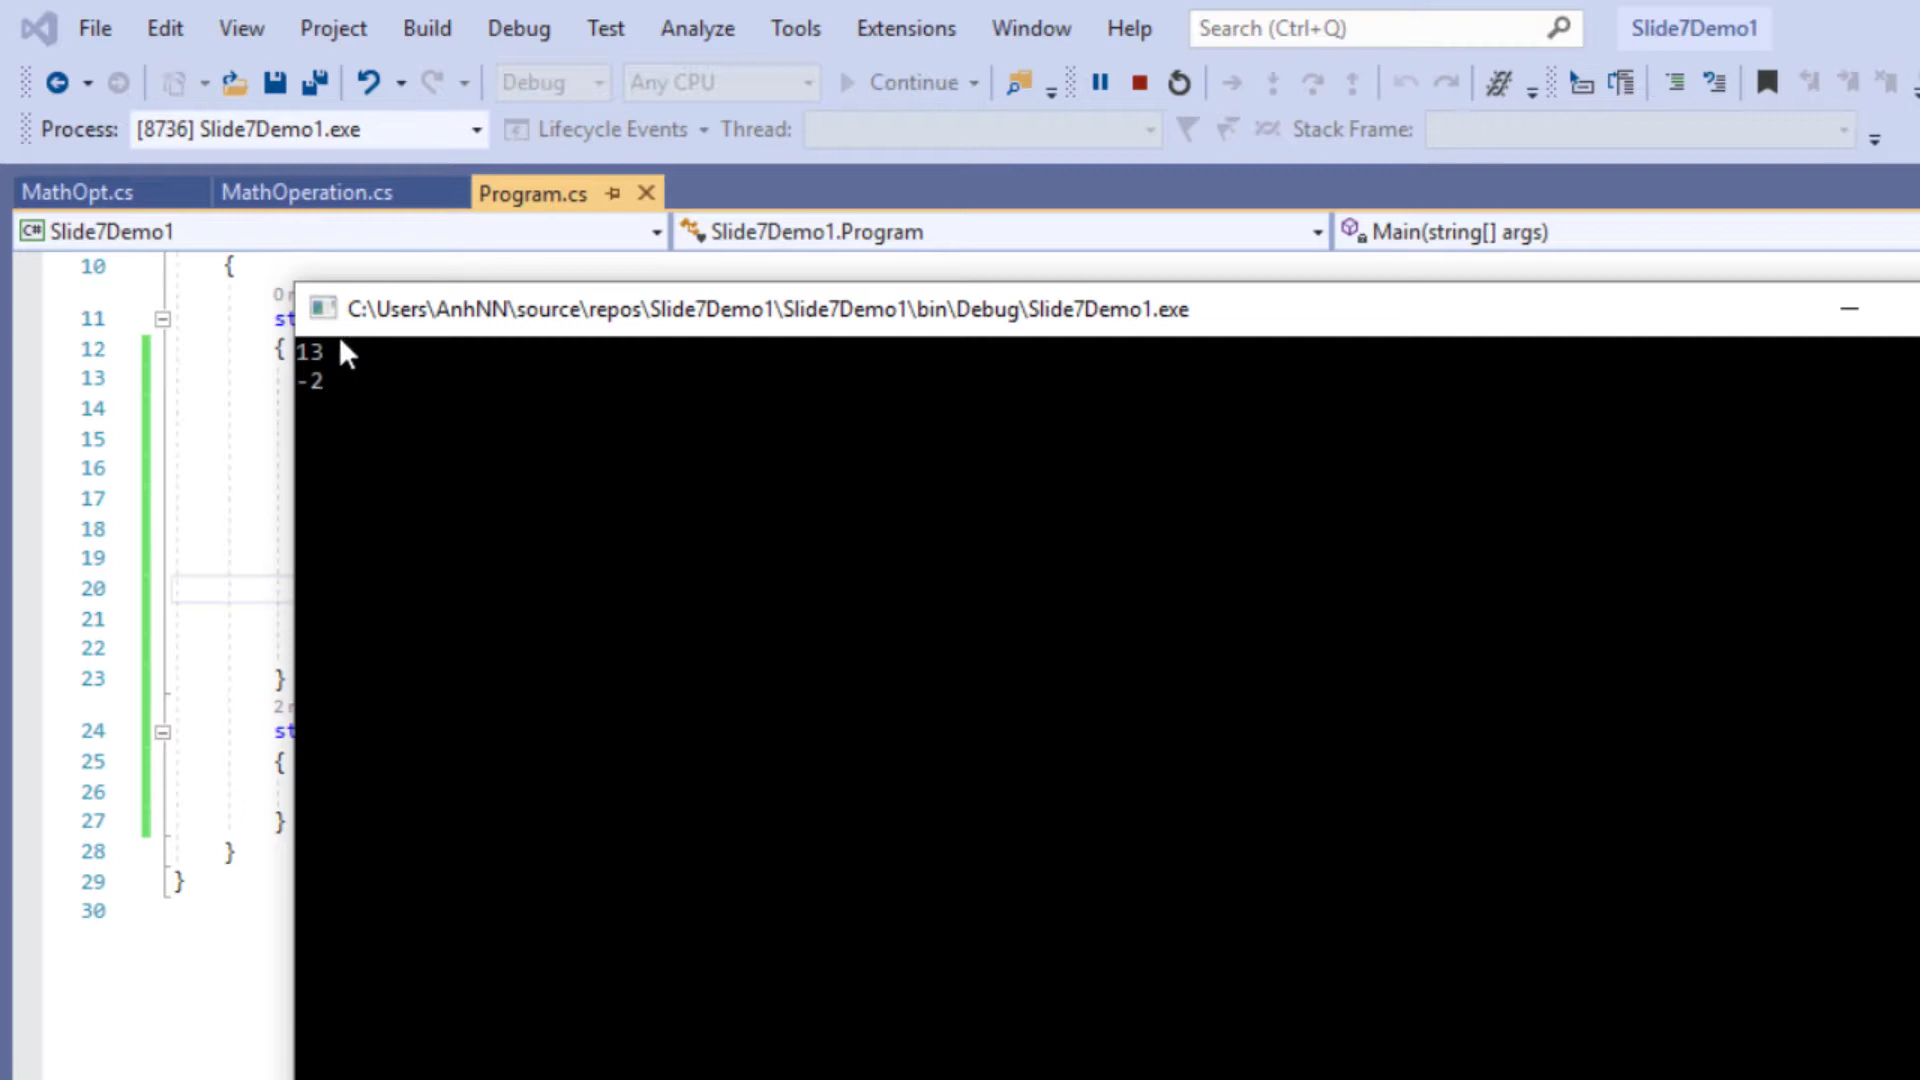 File Edit View Project Build Debug Test Analyze Tools Extensions Window Help Search (Ctrl+Q) Slide7Demo1
Debug Any CPU Continue
Process: [8736] Slide7Demo1.exe Lifecycle Events Thread: Stack Frame:
MathOpt.cs MathOperation.cs Program.cs
C# Slide7Demo1 Slide7Demo1.Program Main(string[] args)
10 {
C:\Users\AnhNN\source\repos\Slide7Demo1\Slide7Demo1\bin\Debug\Slide7Demo1.exe
11 st
12 {
13
-2
13
14
15
16
17
18
19
20
21
22
23 }
24 st
25 {
26
27 }
28 }
29 }
30